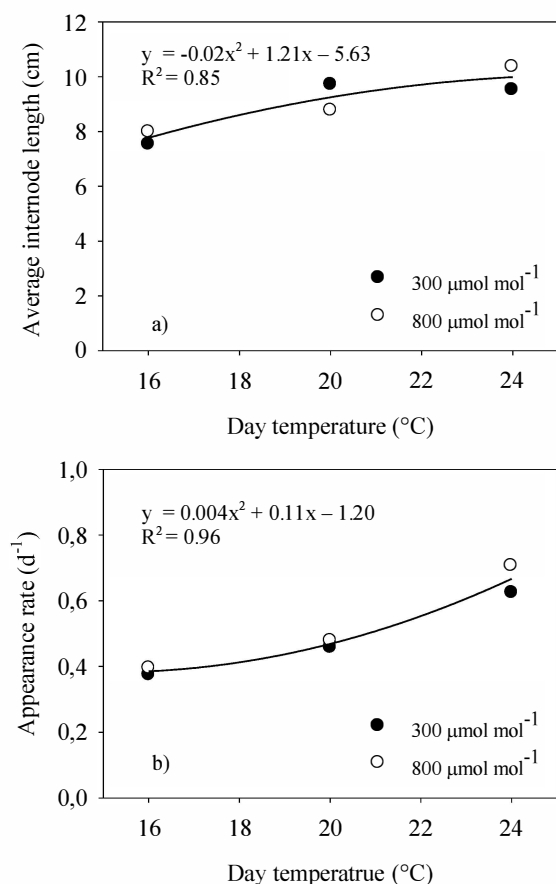 12
10
8
6
4
2
0
Average internode length (cm)
y = -0.02x² + 1.21x – 5.63
R² = 0.85
300 μmol mol⁻¹
800 μmol mol⁻¹
a)
16 18 20 22 24
Day temperature (°C)
1,0
0,8
0,6
0,4
0,2
0,0
Appearance rate (d⁻¹)
y = 0.004x² + 0.11x – 1.20
R² = 0.96
300 μmol mol⁻¹
800 μmol mol⁻¹
b)
16 18 20 22 24
Day temperatrue (°C)